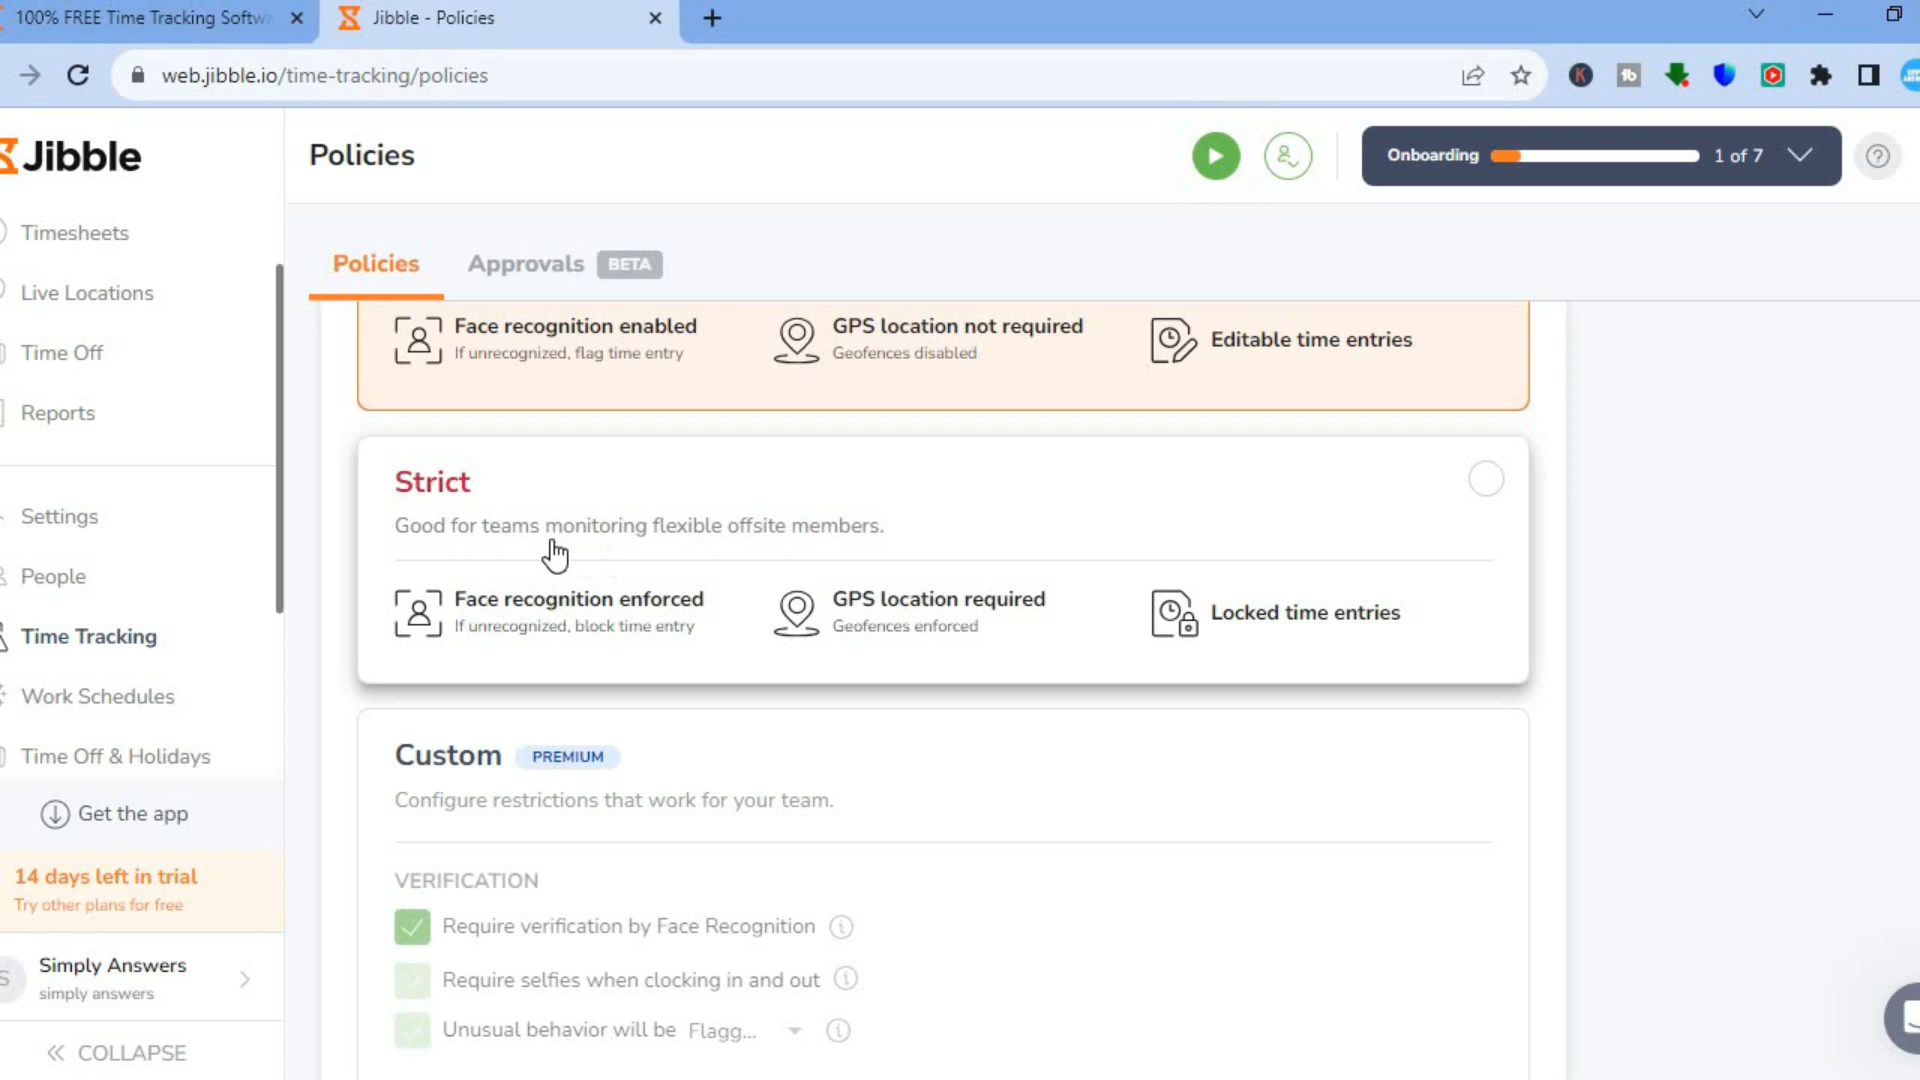 100% FREE Time Tracking Softw
Jibble - Policies
web.jibble.io/time-tracking/policies
Jibble
Policies
Onboarding
1 of 7
Timesheets
Live Locations
Time Off
Reports
Settings
People
Time Tracking
Work Schedules
Time Off & Holidays
Get the app
14 days left in trial
Try other plans for free
S
Simply Answers
simply answers
COLLAPSE
Policies
Approvals
BETA
Face recognition enabled
If unrecognized, flag time entry
GPS location not required
Geofences disabled
Editable time entries
Strict
Good for teams monitoring flexible offsite members.
Face recognition enforced
If unrecognized, block time entry
GPS location required
Geofences enforced
Locked time entries
Custom
PREMIUM
Configure restrictions that work for your team.
VERIFICATION
Require verification by Face Recognition
Require selfies when clocking in and out
Unusual behavior will be Flagg...